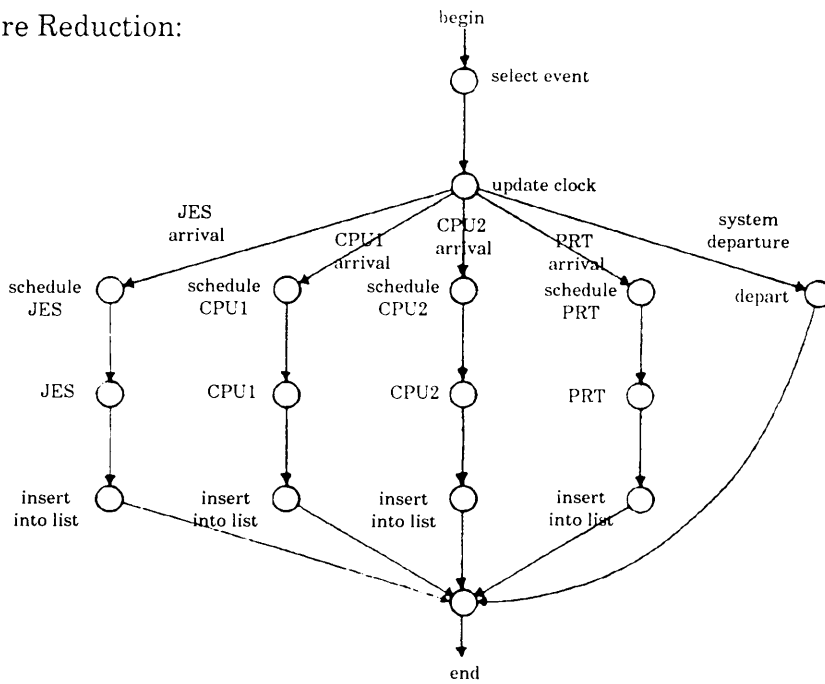 re Reduction:
begin
select event
update clock
JES
arrival
CPU1
arrival
CPU2
arrival
PRT
arrival
system
departure
schedule
JES
schedule
CPU1
schedule
CPU2
schedule
PRT
depart
JES
CPU1
CPU2
PRT
insert
into list
insert
into list
insert
into list
insert
into list
end